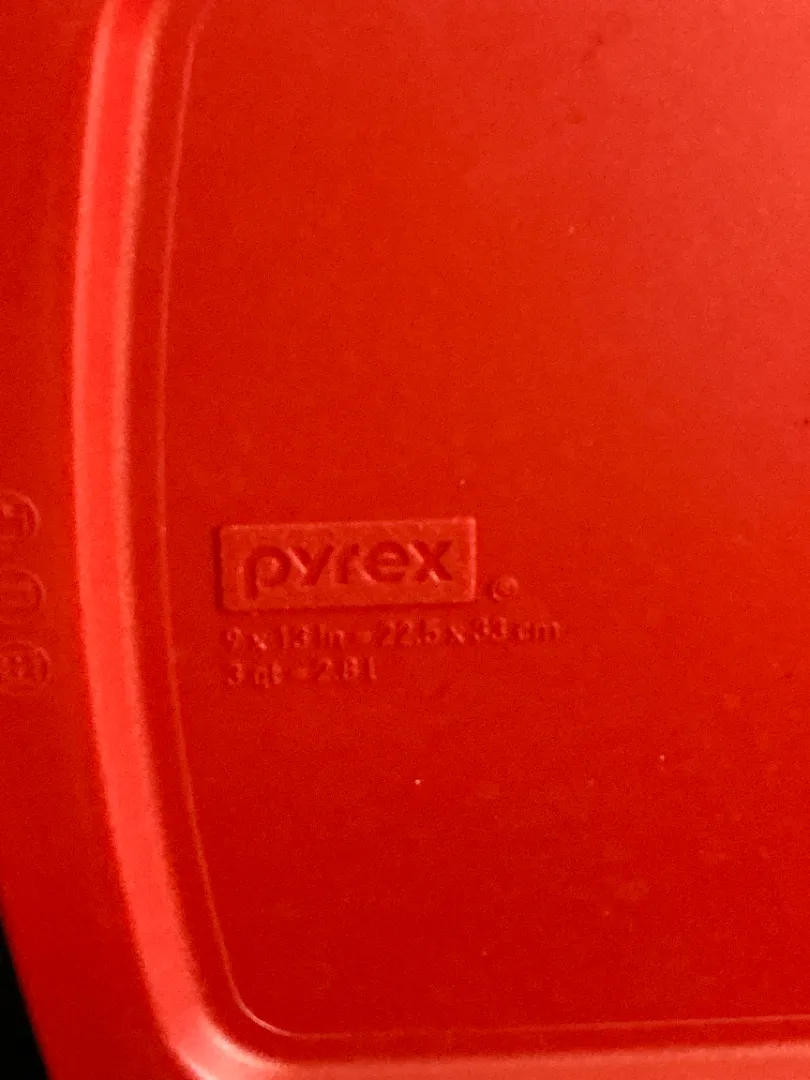 pyrex ®
9 x 13 in • 22.5 x 33 cm
3 qt • 2.8 l